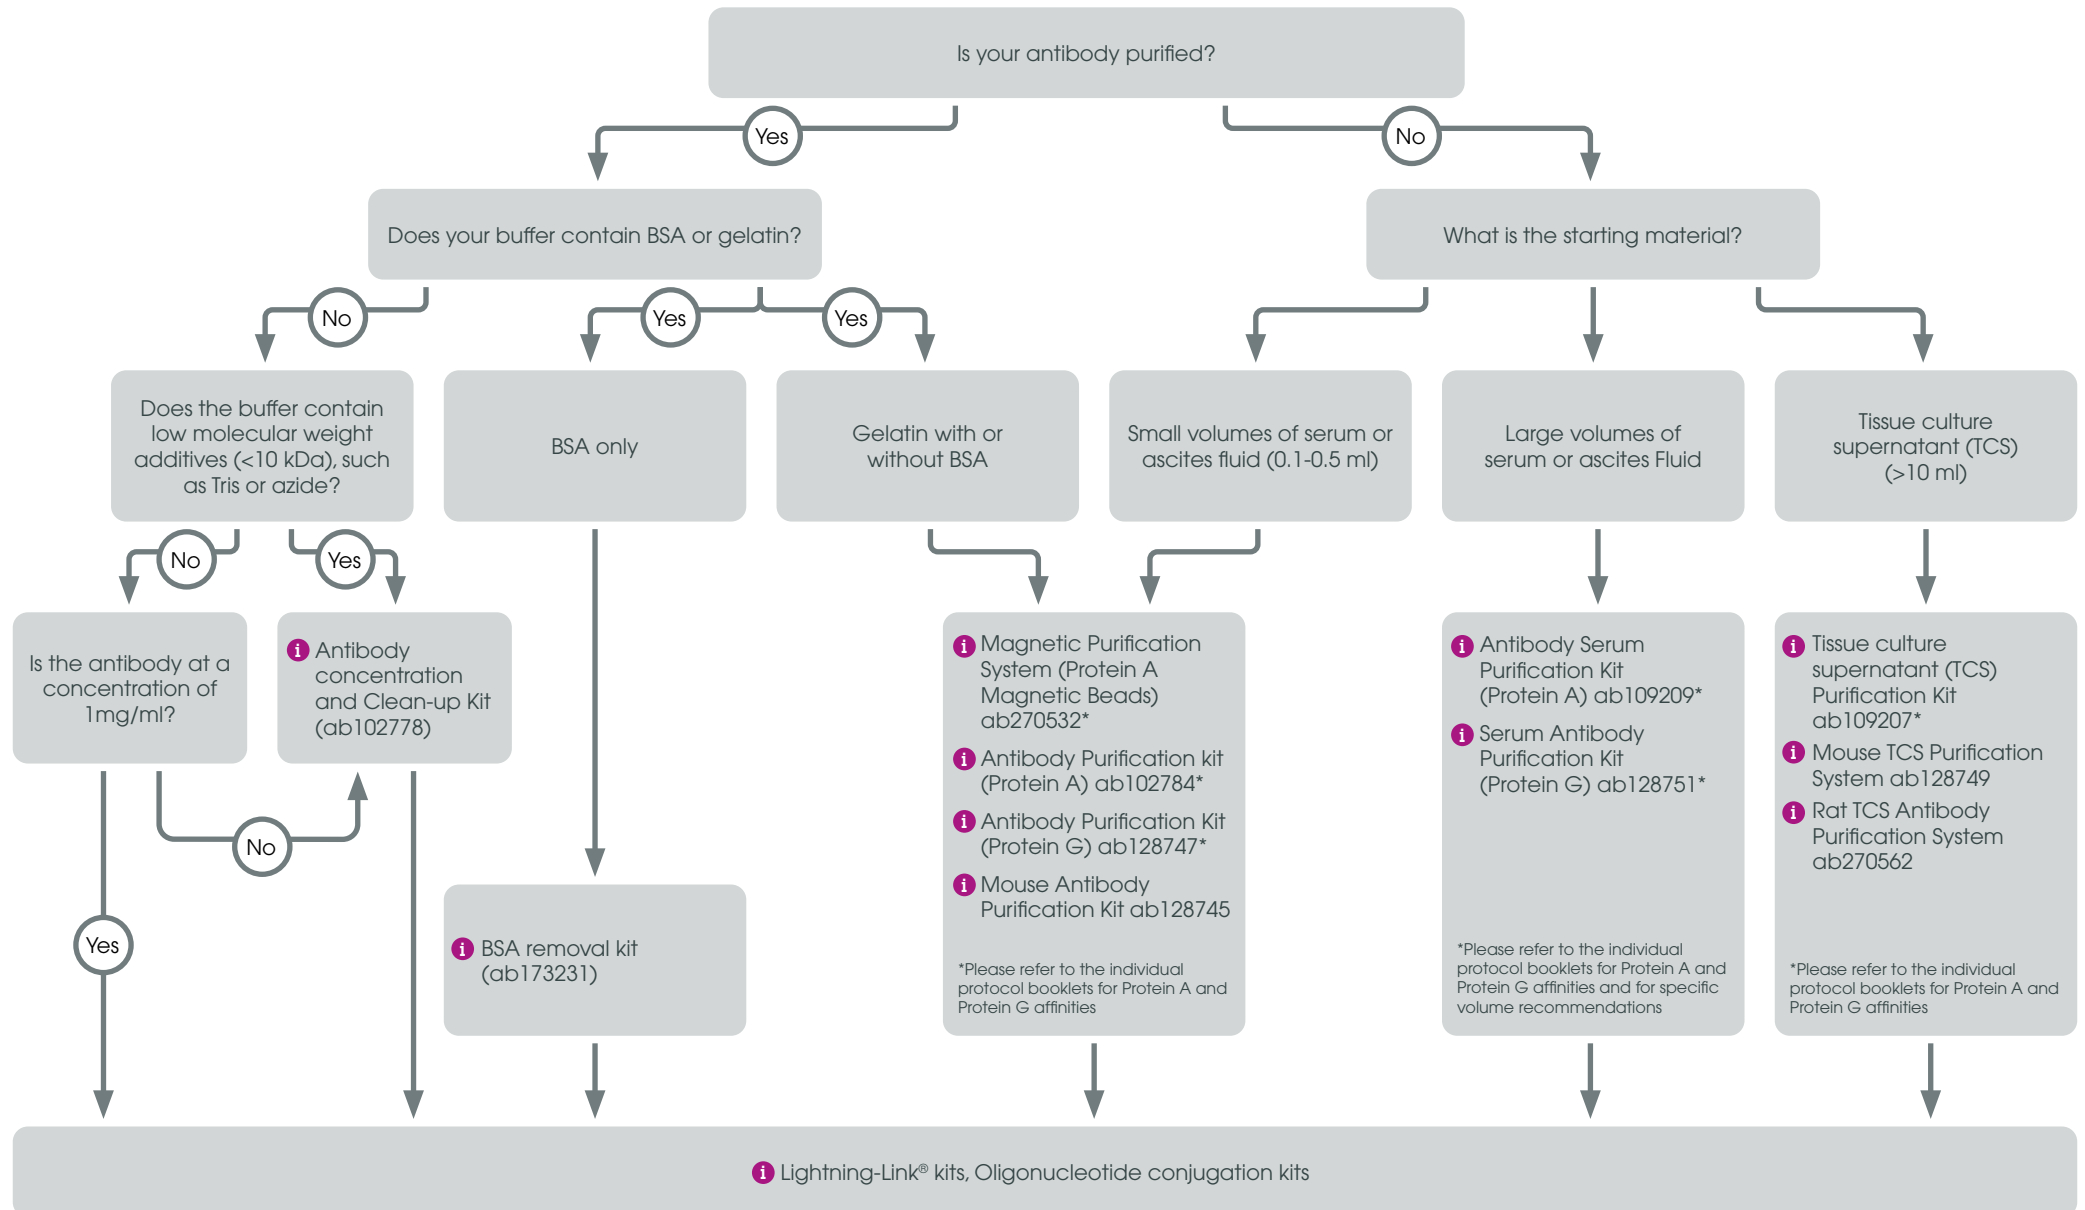 Is your antibody purified?
Yes
No
Does your buffer contain BSA or gelatin?
What is the starting material?
No
Yes
Yes
Does the buffer contain
low molecular weight
additives (<10 kDa), such
as Tris or azide?
BSA only
Gelatin with or
without BSA
Small volumes of serum or
ascites fluid (0.1-0.5 ml)
Large volumes of
serum or ascites Fluid
Tissue culture
supernatant (TCS)
(>10 ml)
No
Yes
Is the antibody at a
concentration of
1mg/ml?
i Antibody
concentration
and Clean-up Kit
(ab102778)
No
Yes
i BSA removal kit
(ab173231)
i Magnetic Purification
System (Protein A
Magnetic Beads)
ab270532*
i Antibody Purification kit
(Protein A) ab102784*
i Antibody Purification Kit
(Protein G) ab128747*
i Mouse Antibody
Purification Kit ab128745
*Please refer to the individual
protocol booklets for Protein A and
Protein G affinities
i Antibody Serum
Purification Kit
(Protein A) ab109209*
i Serum Antibody
Purification Kit
(Protein G) ab128751*
*Please refer to the individual
protocol booklets for Protein A and
Protein G affinities and for specific
volume recommendations
i Tissue culture
supernatant (TCS)
Purification Kit
ab109207*
i Mouse TCS Purification
System ab128749
i Rat TCS Antibody
Purification System
ab270562
*Please refer to the individual
protocol booklets for Protein A and
Protein G affinities
i Lightning-Link® kits, Oligonucleotide conjugation kits